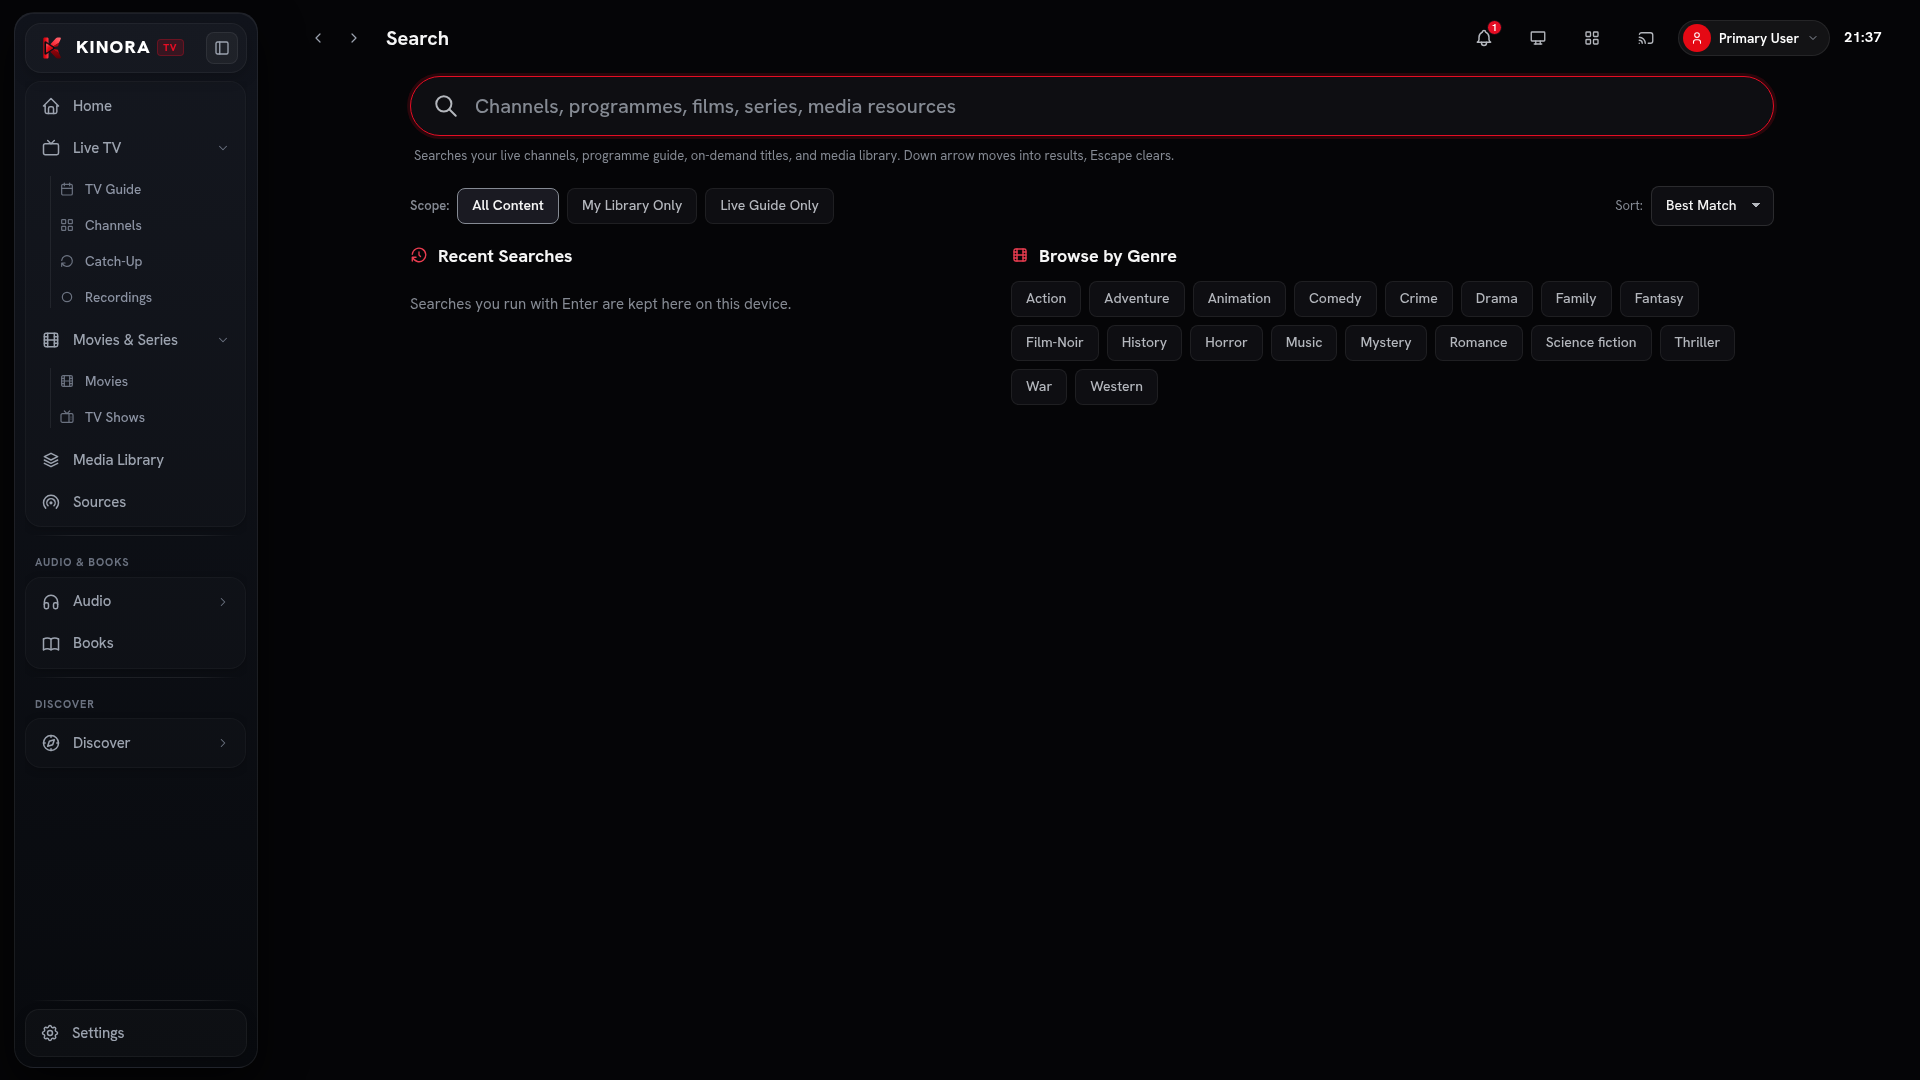 KINORA TV
Home
Live TV
TV Guide
Channels
Catch-Up
Recordings
Movies & Series
Movies
TV Shows
Media Library
Sources
AUDIO & BOOKS
Audio
Books
DISCOVER
Discover
Settings
Search
1
Primary User
21:37
Channels, programmes, films, series, media resources
Searches your live channels, programme guide, on-demand titles, and media library. Down arrow moves into results, Escape clears.
Scope: All Content My Library Only Live Guide Only
Sort: Best Match
Recent Searches
Searches you run with Enter are kept here on this device.
Browse by Genre
Action Adventure Animation Comedy Crime Drama Family Fantasy
Film-Noir History Horror Music Mystery Romance Science fiction Thriller
War Western